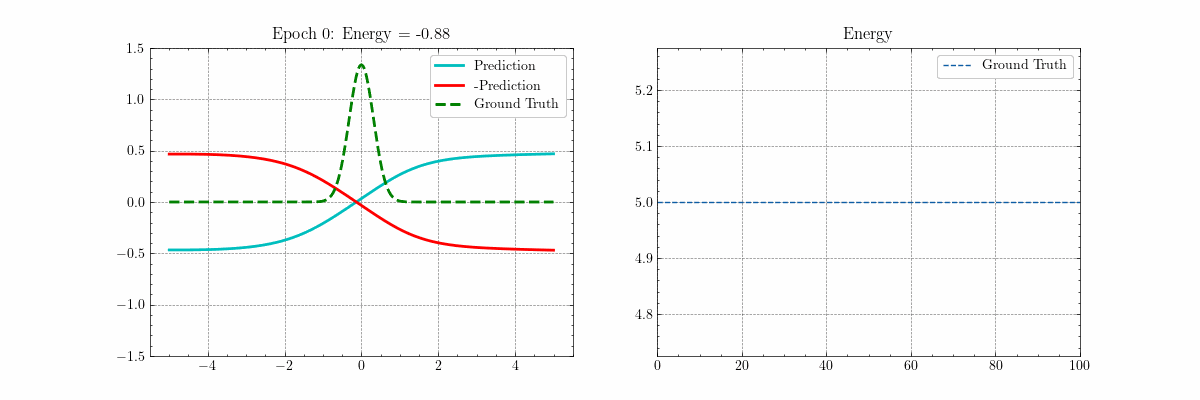 Epoch 0: Energy = -0.88
1.5
1.0
0.5
0.0
−0.5
−1.0
−1.5
−4 −2 0 2 4
Prediction
-Prediction
Ground Truth
Energy
5.2
5.1
5.0
4.9
4.8
0 20 40 60 80 100
Ground Truth